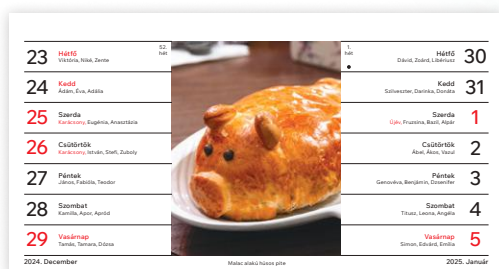 52.
hét
23 Hétfő
Viktória, Niké, Zente
24 Kedd
Ádám, Éva, Adália
25 Szerda
Karácsony, Eugénia, Anasztácia
26 Csütörtök
Karácsony, István, Stefi, Zuboly
27 Péntek
János, Fabióla, Teodor
28 Szombat
Kamilla, Apor, Apród
29 Vasárnap
Tamás, Tamara, Dózsa
2024. December
Malac alakú húsos pite
1.
hét
Hétfő 30
Dávid, Zoárd, Libériusz
Kedd 31
Szilveszter, Darinka, Donáta
Szerda 1
Újév, Fruzsina, Bazil, Alpár
Csütörtök 2
Ábel, Ákos, Vazul
Péntek 3
Genovéva, Benjámin, Dzsenifer
Szombat 4
Titusz, Leona, Angéla
Vasárnap 5
Simon, Edvárd, Emília
2025. Január